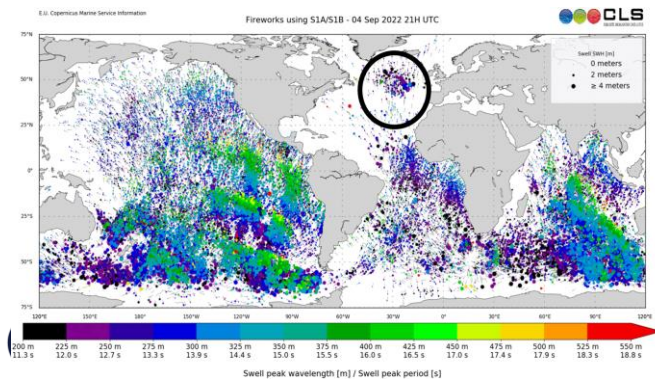 E.U. Copernicus Marine Service Information
Fireworks using S1A/S1B - 04 Sep 2022 21H UTC
CLS
Swell SWH [m]
0 meters
2 meters
≥ 4 meters
75°N
50°N
25°N
0°
25°S
50°S
75°S
120°E 150°E 180° 150°W 120°W 90°W 60°W 30°W 0° 30°E 60°E 90°E 120°E
200 m 225 m 250 m 275 m 300 m 325 m 350 m 375 m 400 m 425 m 450 m 475 m 500 m 525 m 550 m
11.3 s 12.0 s 12.7 s 13.3 s 13.9 s 14.4 s 15.0 s 15.5 s 16.0 s 16.5 s 17.0 s 17.4 s 17.9 s 18.3 s 18.8 s
Swell peak wavelength [m] / Swell peak period [s]